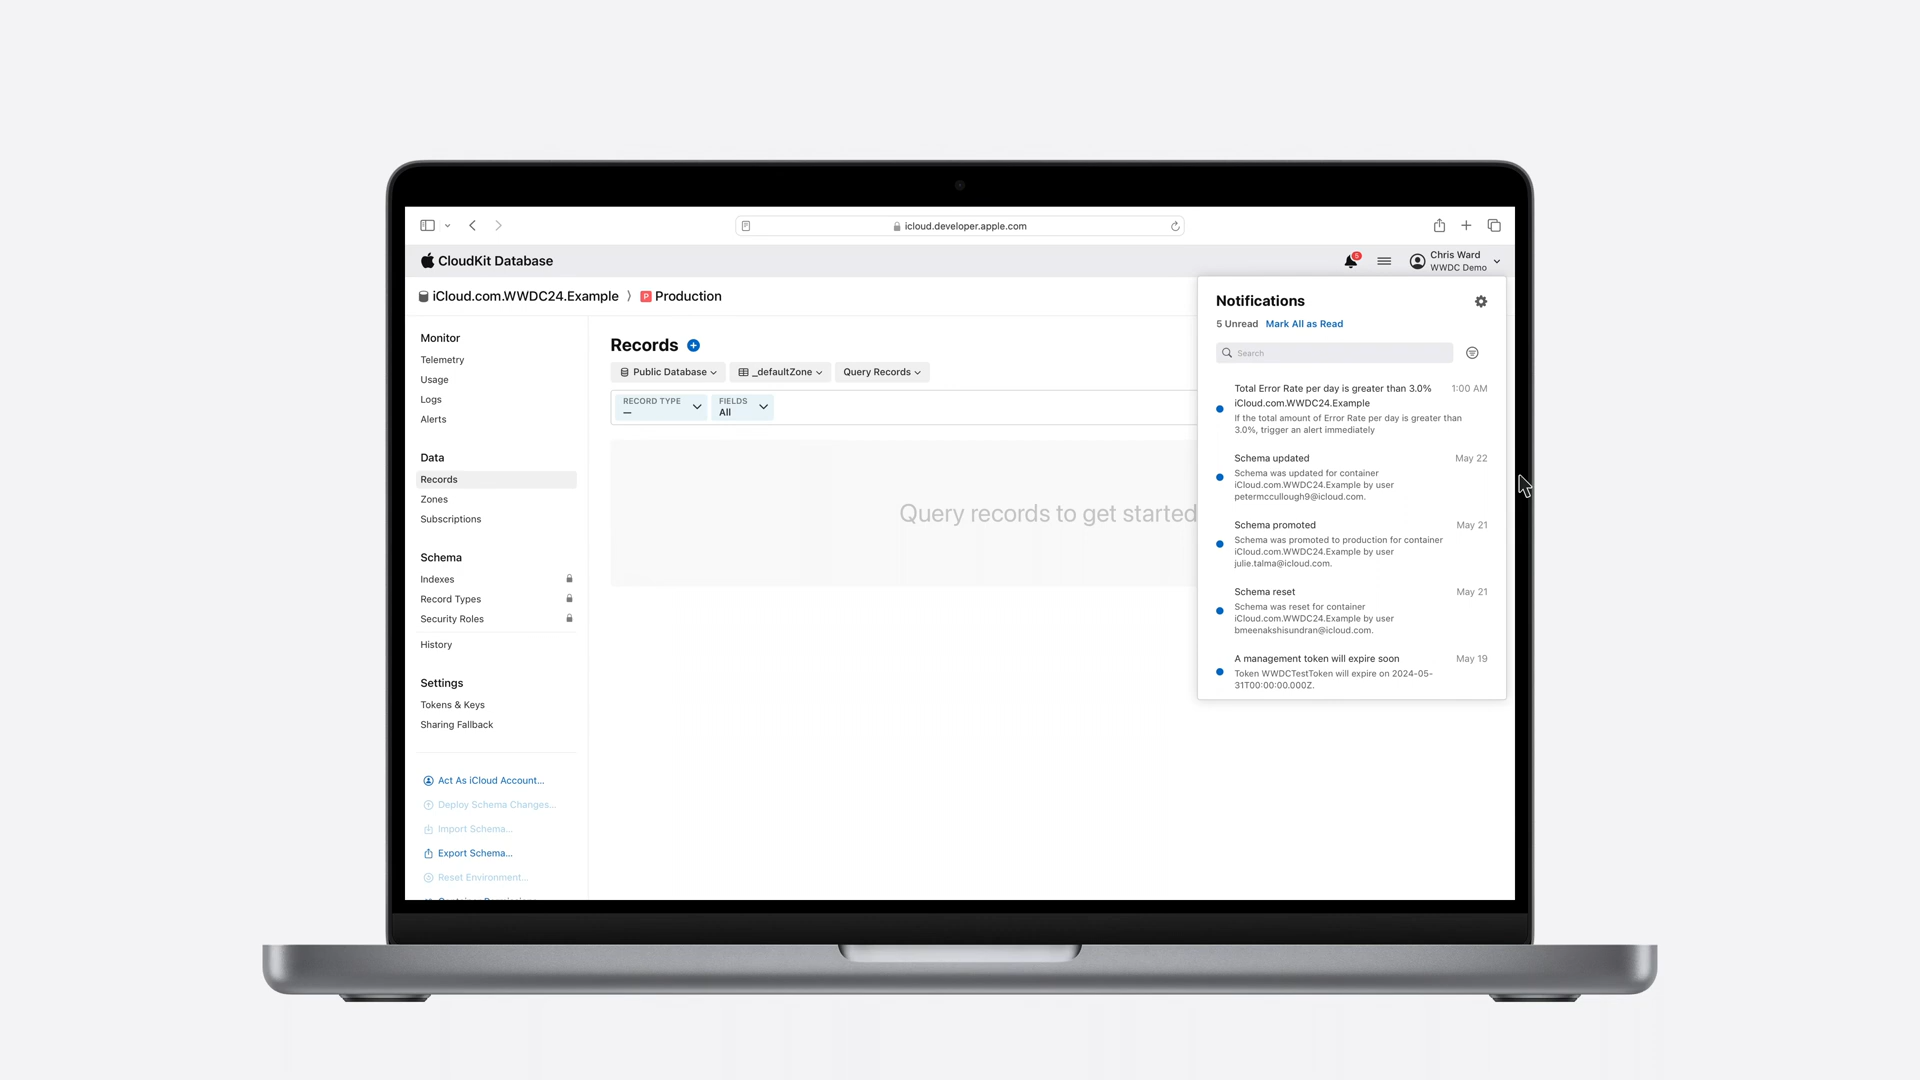 icloud.developer.apple.com
CloudKit Database
5
Chris Ward
WWDC Demo
iCloud.com.WWDC24.Example 〉 P Production
Monitor
Telemetry
Usage
Logs
Alerts
Data
Records
Zones
Subscriptions
Schema
Indexes
Record Types
Security Roles
History
Settings
Tokens & Keys
Sharing Fallback
Act As iCloud Account...
Deploy Schema Changes...
Import Schema...
Export Schema...
Reset Environment...
Records
Public Database
_defaultZone
Query Records
RECORD TYPE
—
FIELDS
All
Query records to get started
Notifications
5 Unread Mark All as Read
Search
Total Error Rate per day is greater than 3.0% 1:00 AM
iCloud.com.WWDC24.Example
If the total amount of Error Rate per day is greater than
3.0%, trigger an alert immediately
Schema updated May 22
Schema was updated for container
iCloud.com.WWDC24.Example by user
petermccullough9@icloud.com.
Schema promoted May 21
Schema was promoted to production for container
iCloud.com.WWDC24.Example by user
julie.talma@icloud.com.
Schema reset May 21
Schema was reset for container
iCloud.com.WWDC24.Example by user
bmeenakshisundran@icloud.com.
A management token will expire soon May 19
Token WWDCTestToken will expire on 2024-05-
31T00:00:00.000Z.